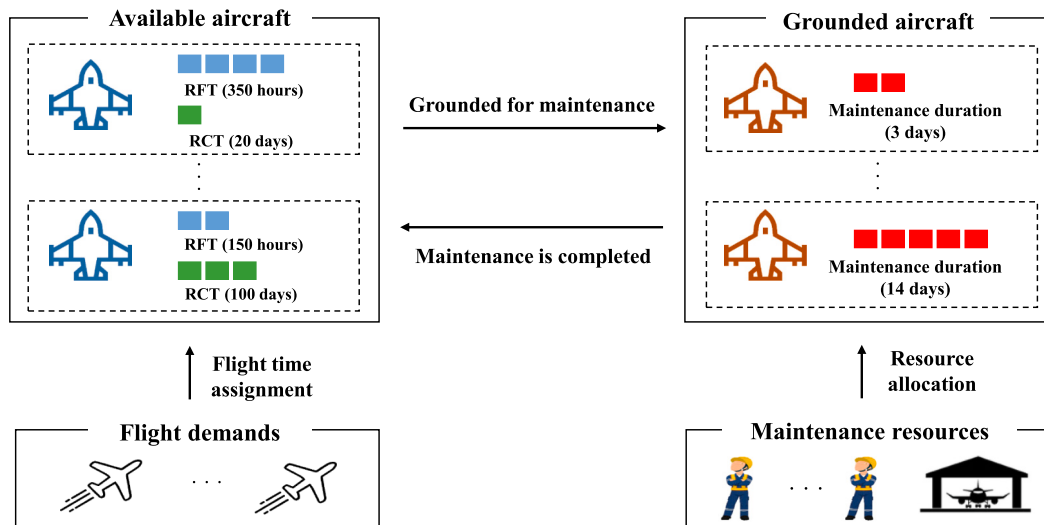 Available aircraft
RFT (350 hours)
RCT (20 days)
RFT (150 hours)
RCT (100 days)
Grounded for maintenance
Maintenance is completed
Grounded aircraft
Maintenance duration
(3 days)
Maintenance duration
(14 days)
Flight time
assignment
Resource
allocation
Flight demands
Maintenance resources